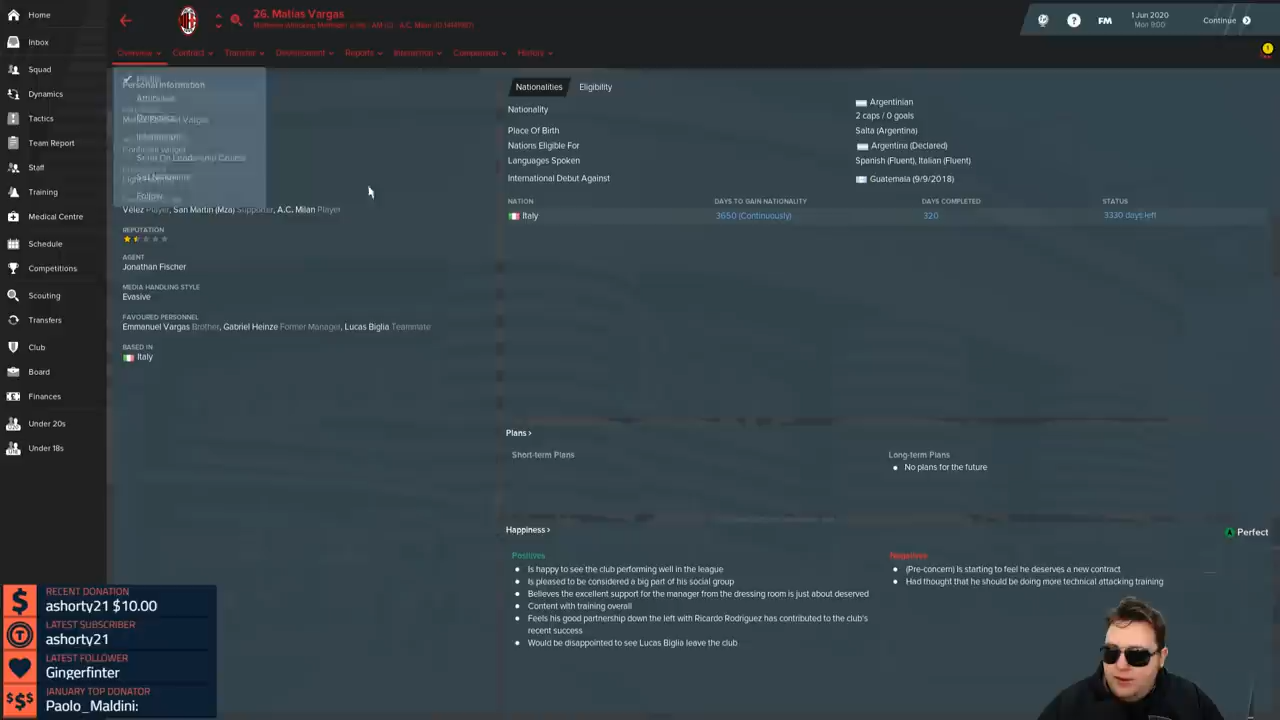 Home
26. Matías Vargas
1 Jun 2020
Mon 9:00
Continue
FM
Inbox
Overview Contract Transfer Development Reports Interaction Comparison History
Squad
Dynamics
Tactics
Team Report
Staff
Training
Medical Centre
Schedule
Competitions
Scouting
Transfers
Club
Board
Finances
Under 20s
Under 18s
Personal Information
Attributes
Send On Leadership Course
Follow
Vélez Player, San Martín (Mza) Supporter, A.C. Milan Player
REPUTATION
AGENT
Jonathan Fischer
MEDIA HANDLING STYLE
Evasive
FAVOURED PERSONNEL
Emmanuel Vargas Brother, Gabriel Heinze Former Manager, Lucas Biglia Teammate
BASED IN
Italy
Nationalities Eligibility
Nationality Argentinian
2 caps / 0 goals
Place Of Birth Salta (Argentina)
Nations Eligible For Argentina (Declared)
Languages Spoken Spanish (Fluent), Italian (Fluent)
International Debut Against Guatemala (9/9/2018)
NATION DAYS TO GAIN NATIONALITY DAYS COMPLETED STATUS
Italy 3650 (Continuously) 320 3330 days left
Plans >
Short-term Plans Long-term Plans
No plans for the future
Happiness >
Perfect
Positives Negatives
Is happy to see the club performing well in the league
Is pleased to be considered a big part of his social group
Believes the excellent support for the manager from the dressing room is just about deserved
Content with training overall
Feels his good partnership down the left with Ricardo Rodríguez has contributed to the club's
recent success
Would be disappointed to see Lucas Biglia leave the club
(Pre-concern) Is starting to feel he deserves a new contract
Had thought that he should be doing more technical attacking training
RECENT DONATION
ashorty21 $10.00
LATEST SUBSCRIBER
ashorty21
LATEST FOLLOWER
Gingerfinter
JANUARY TOP DONATOR
Paolo_Maldini: